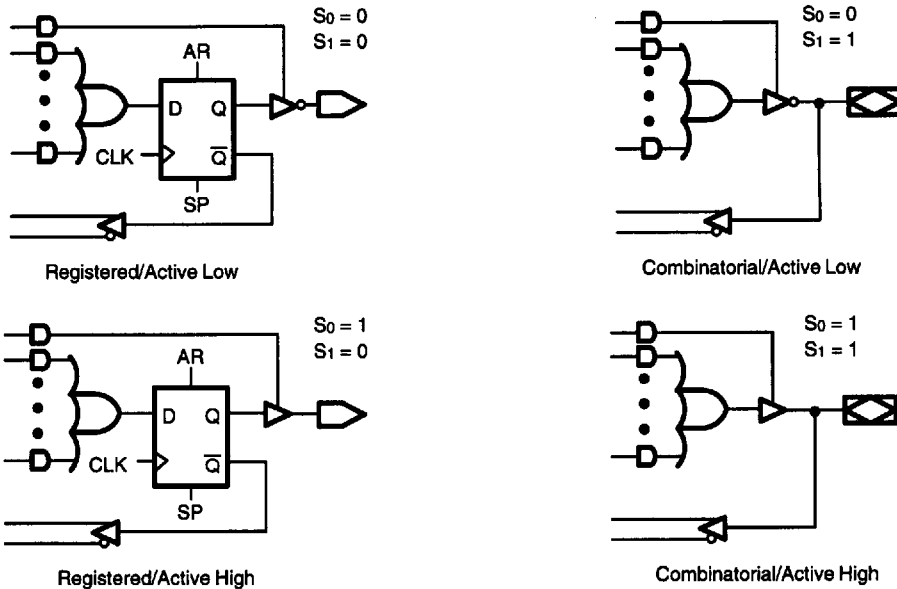 S0 = 0
S1 = 0
AR
D Q
CLK Q̅
SP
Registered/Active Low
S0 = 0
S1 = 1
Combinatorial/Active Low
S0 = 1
S1 = 0
AR
D Q
CLK Q̅
SP
Registered/Active High
S0 = 1
S1 = 1
Combinatorial/Active High